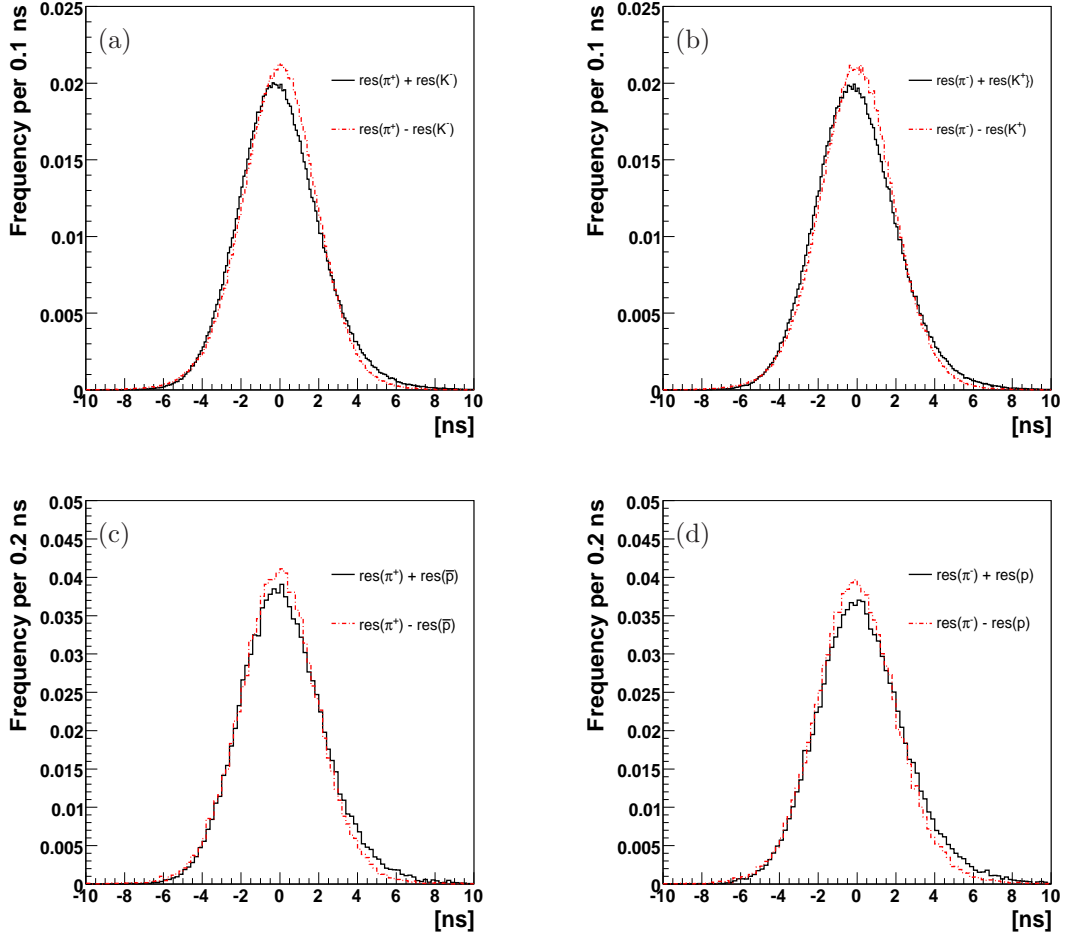 Frequency per 0.1 ns
0.025
0.02
0.015
0.01
0.005
0
(a)
res(π⁺) + res(K⁻)
res(π⁺) - res(K⁻)
-10 -8 -6 -4 -2 0 2 4 6 8 10
[ns]
Frequency per 0.1 ns
0.025
0.02
0.015
0.01
0.005
0
(b)
res(π⁻) + res(K⁺})
res(π⁻) - res(K⁺)
-10 -8 -6 -4 -2 0 2 4 6 8 10
[ns]
Frequency per 0.2 ns
0.05
0.045
0.04
0.035
0.03
0.025
0.02
0.015
0.01
0.005
0
(c)
res(π⁺) + res(p̅)
res(π⁺) - res(p̅)
-10 -8 -6 -4 -2 0 2 4 6 8 10
[ns]
Frequency per 0.2 ns
0.05
0.045
0.04
0.035
0.03
0.025
0.02
0.015
0.01
0.005
0
(d)
res(π⁻) + res(p)
res(π⁻) - res(p)
-10 -8 -6 -4 -2 0 2 4 6 8 10
[ns]